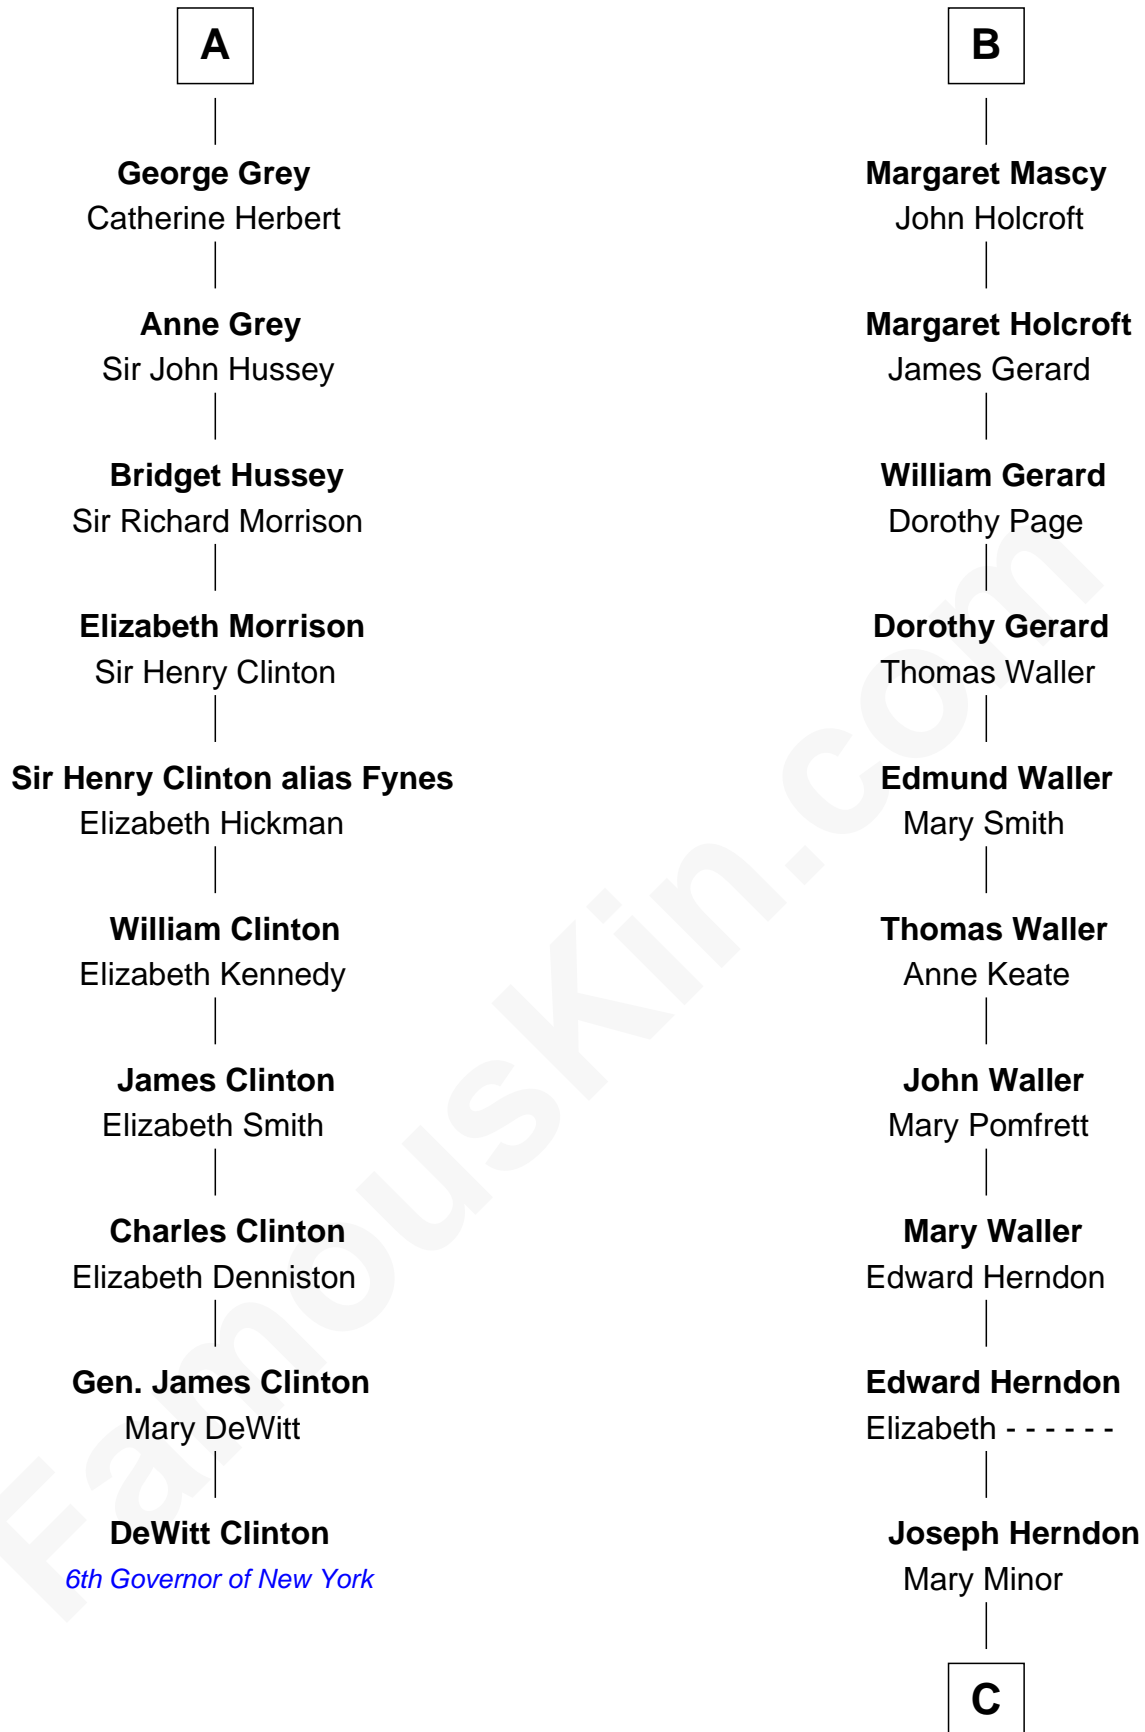 A
George Grey
Catherine Herbert
Anne Grey
Sir John Hussey
Bridget Hussey
Sir Richard Morrison
Elizabeth Morrison
Sir Henry Clinton
Sir Henry Clinton alias Fynes
Elizabeth Hickman
William Clinton
Elizabeth Kennedy
James Clinton
Elizabeth Smith
Charles Clinton
Elizabeth Denniston
Gen. James Clinton
Mary DeWitt
DeWitt Clinton
6th Governor of New York
B
Margaret Mascy
John Holcroft
Margaret Holcroft
James Gerard
William Gerard
Dorothy Page
Dorothy Gerard
Thomas Waller
Edmund Waller
Mary Smith
Thomas Waller
Anne Keate
John Waller
Mary Pomfrett
Mary Waller
Edward Herndon
Edward Herndon
Elizabeth - - - - - -
Joseph Herndon
Mary Minor
C
FamousKin.com